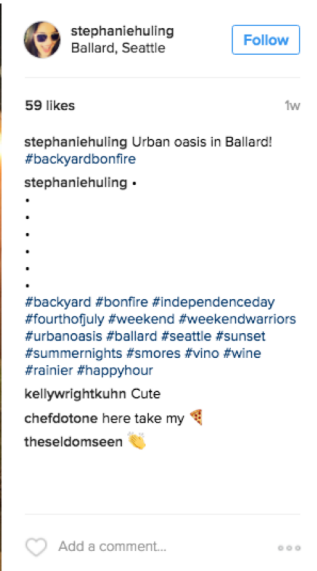 stephaniehuling
Ballard, Seattle
Follow
59 likes
1w
stephaniehuling Urban oasis in Ballard!
#backyardbonfire
stephaniehuling •
•
•
•
•
•
•
#backyard #bonfire #independenceday
#fourthofjuly #weekend #weekendwarriors
#urbanoasis #ballard #seattle #sunset
#summernights #smores #vino #wine
#rainier #happyhour
kellywrightkuhn Cute
chefdotone here take my 🍕
theseldomseen 👏
Add a comment...